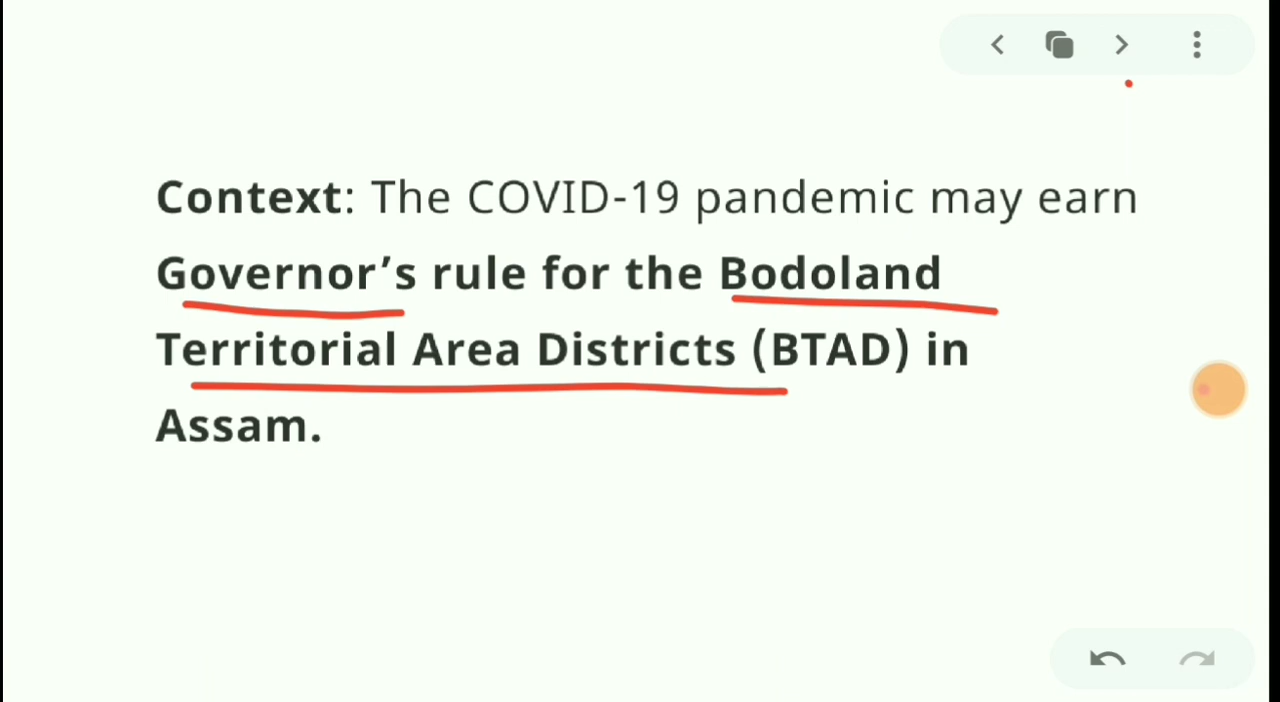 Context: The COVID-19 pandemic may earn
Governor’s rule for the Bodoland
Territorial Area Districts (BTAD) in
Assam.